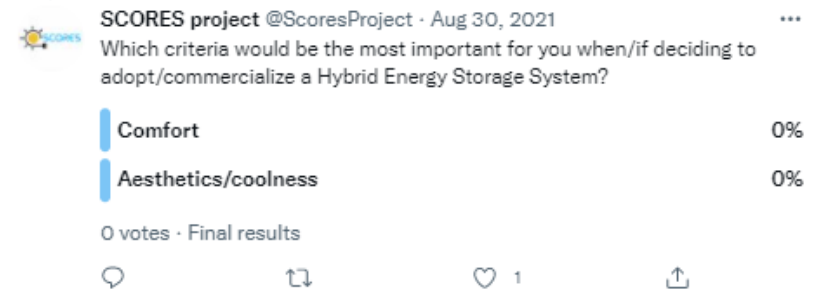 SCORES project @ScoresProject · Aug 30, 2021
SCORES
Which criteria would be the most important for you when/if deciding to
adopt/commercialize a Hybrid Energy Storage System?
Comfort 0%
Aesthetics/coolness 0%
0 votes · Final results
1